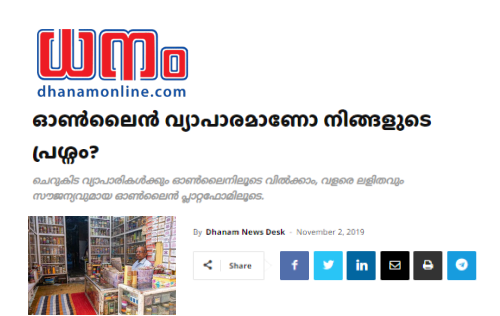 ധനം
dhanamonline.com
ഓൺലൈൻ വ്യാപാരമാണോ നിങ്ങളുടെ
പ്രശ്നം?
ചെറുകിട വ്യാപാരികൾക്കും ഓൺലൈനിലൂടെ വിൽക്കാം, വളരെ ലളിതവും
സൗജന്യവുമായ ഓൺലൈൻ പ്ലാറ്റഫോമിലൂടെ.
By Dhanam News Desk - November 2, 2019
Share